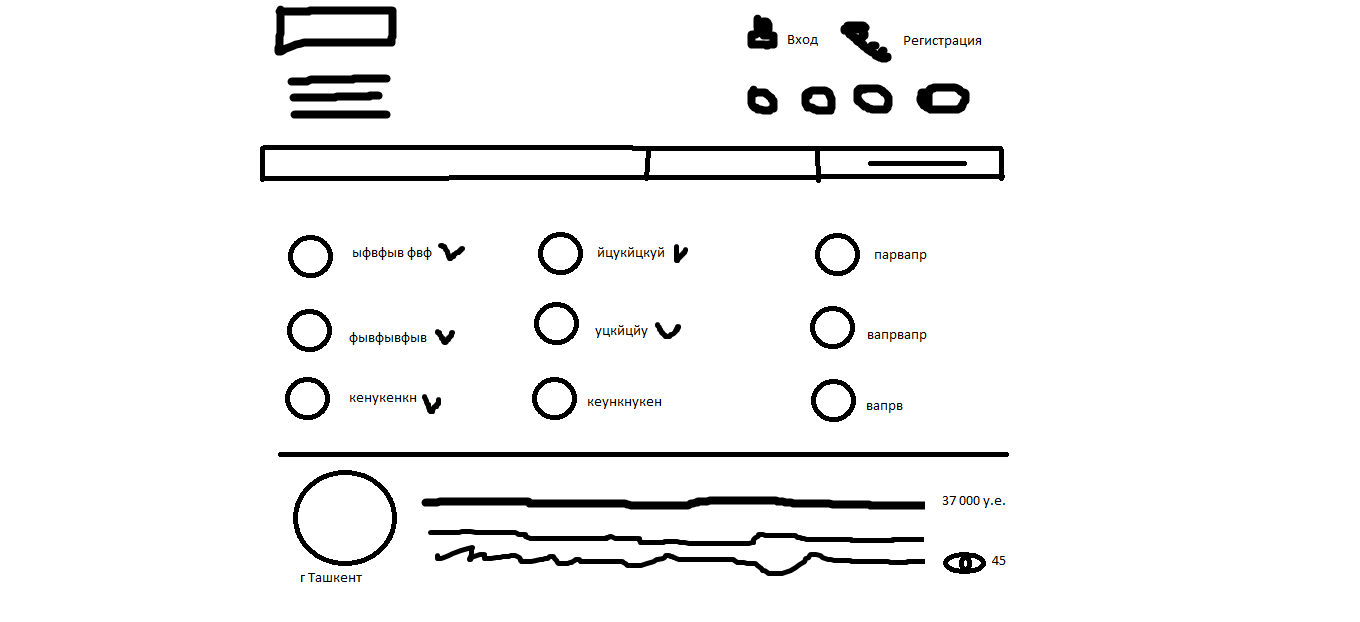 Вход
Регистрация
ыфвфыв фвф
йцукйцкуй
парвапр
фывфывфыв
уцкйцйу
вапрвапр
кенукенкн
кеункнукен
вапрв
37 000 у.е.
45
г Ташкент